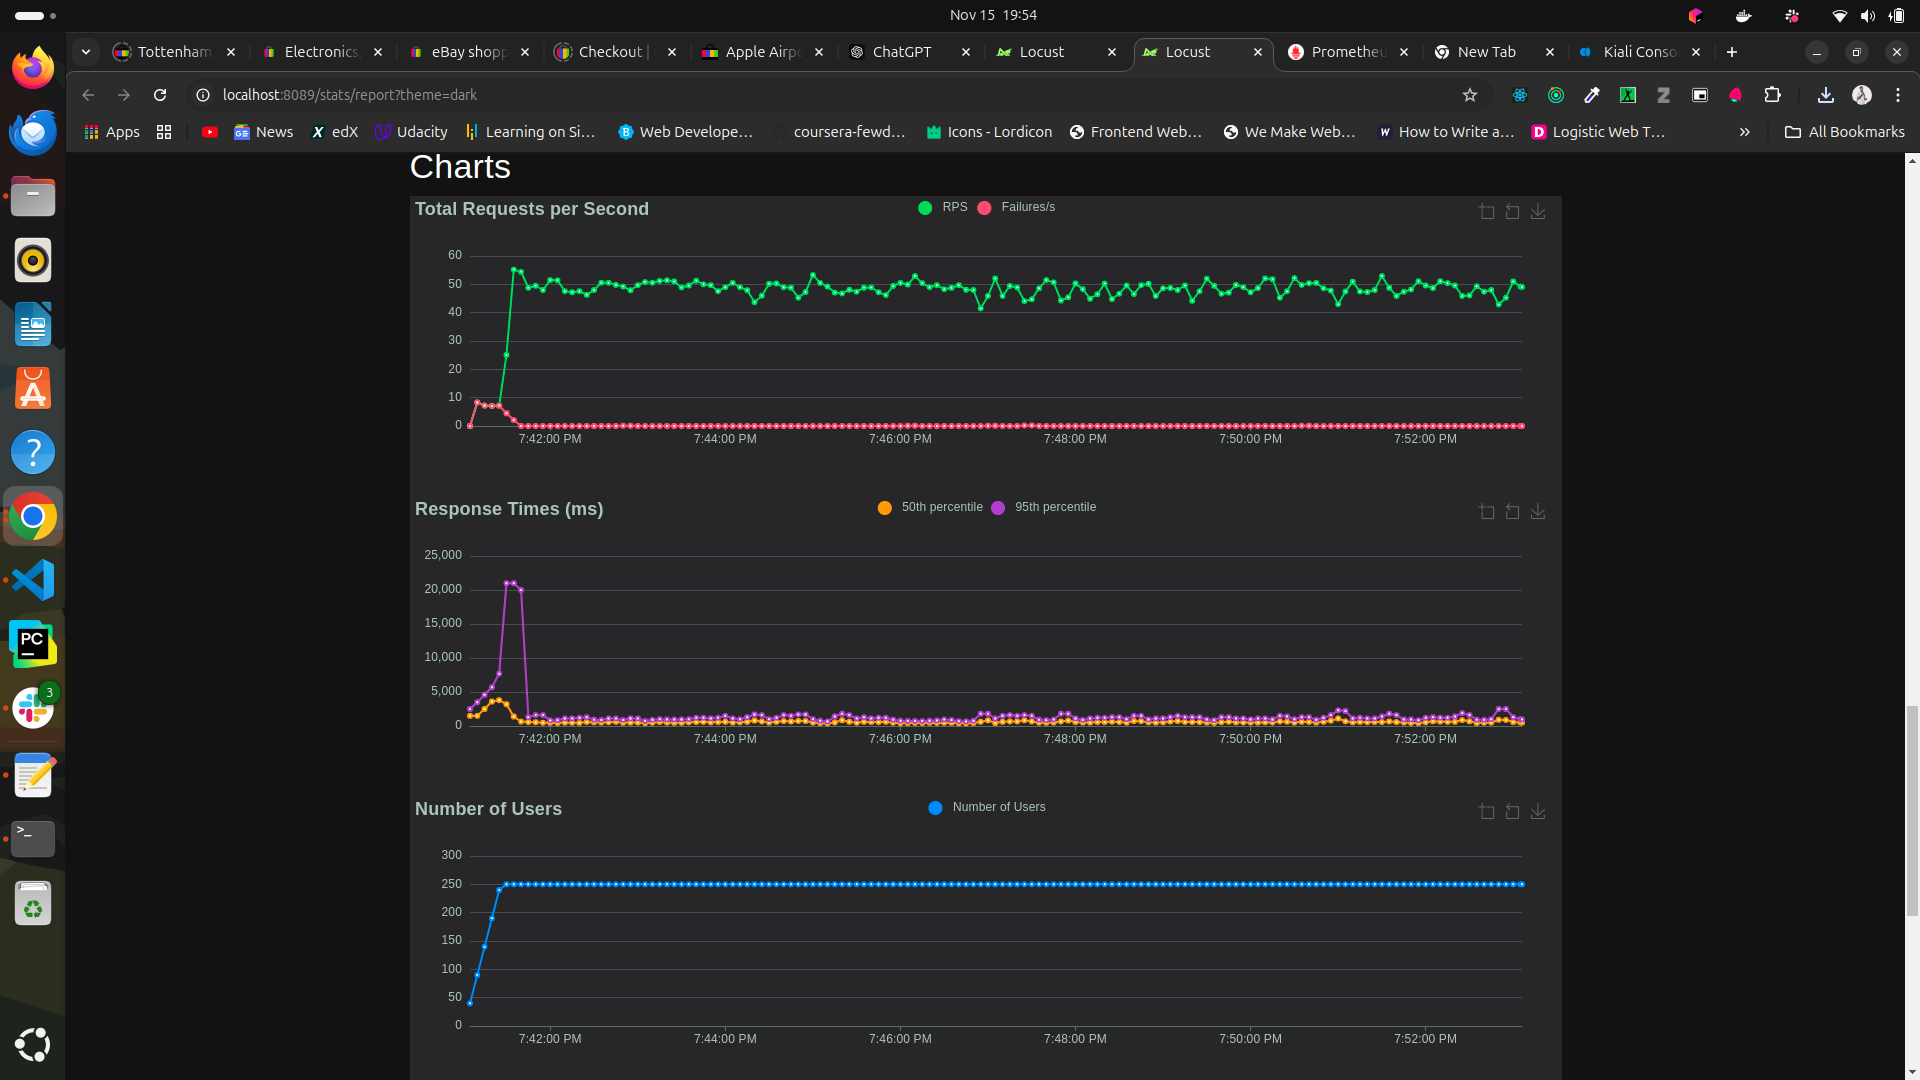 Nov 15 19:54
Tottenham
Electronics,
eBay shopp
Checkout |
Apple Airpo
ChatGPT
Locust
Locust
Prometheu
New Tab
Kiali Conso
localhost:8089/stats/report?theme=dark
Apps
News
edX
Udacity
Learning on Si...
Web Develope...
coursera-fewd...
Icons - Lordicon
Frontend Web...
We Make Web...
How to Write a...
Logistic Web T...
»
All Bookmarks
Charts
Total Requests per Second
RPS
Failures/s
60
50
40
30
20
10
0
7:42:00 PM
7:44:00 PM
7:46:00 PM
7:48:00 PM
7:50:00 PM
7:52:00 PM
Response Times (ms)
50th percentile
95th percentile
25,000
20,000
15,000
10,000
5,000
0
7:42:00 PM
7:44:00 PM
7:46:00 PM
7:48:00 PM
7:50:00 PM
7:52:00 PM
Number of Users
Number of Users
300
250
200
150
100
50
0
7:42:00 PM
7:44:00 PM
7:46:00 PM
7:48:00 PM
7:50:00 PM
7:52:00 PM
?
PC
3
>_